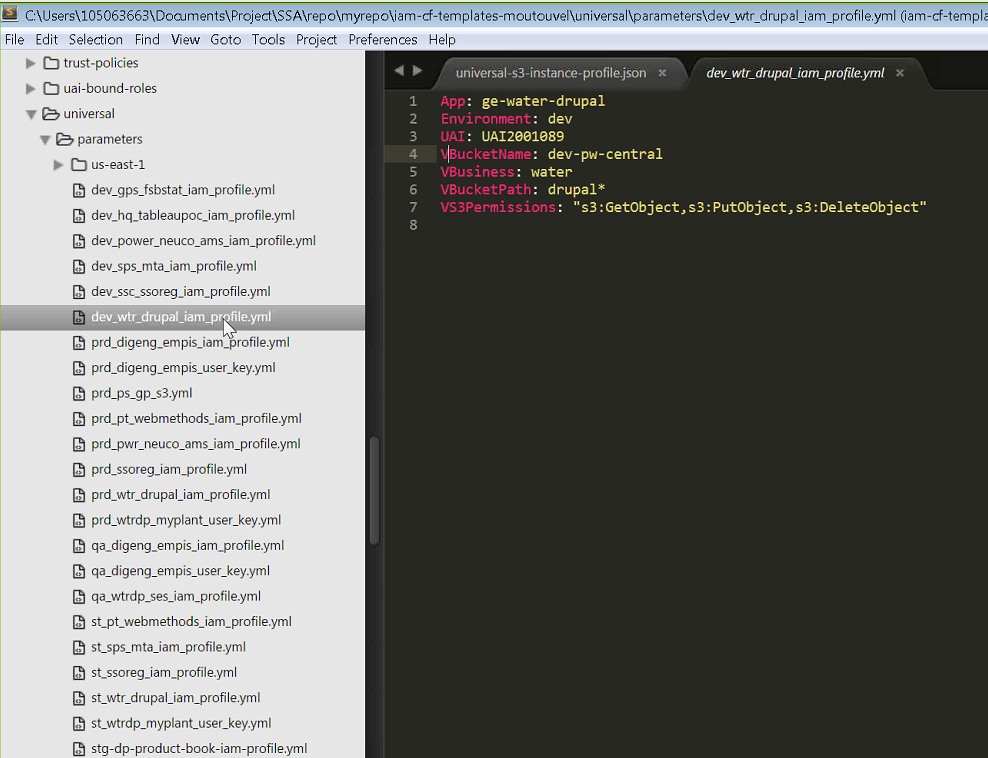 C:\Users\105063663\Documents\Project\SSA\repo\myrepo\iam-cf-templates-moutouvel\universal\parameters\dev_wtr_drupal_iam_profile.yml (iam-cf-templa
File Edit Selection Find View Goto Tools Project Preferences Help
trust-policies
uai-bound-roles
universal
parameters
us-east-1
dev_gps_fsbstat_iam_profile.yml
dev_hq_tableaupoc_iam_profile.yml
dev_power_neuco_ams_iam_profile.yml
dev_sps_mta_iam_profile.yml
dev_ssc_ssoreg_iam_profile.yml
dev_wtr_drupal_iam_profile.yml
prd_digeng_empis_iam_profile.yml
prd_digeng_empis_user_key.yml
prd_ps_gp_s3.yml
prd_pt_webmethods_iam_profile.yml
prd_pwr_neuco_ams_iam_profile.yml
prd_ssoreg_iam_profile.yml
prd_wtr_drupal_iam_profile.yml
prd_wtrdp_myplant_user_key.yml
qa_digeng_empis_iam_profile.yml
qa_digeng_empis_user_key.yml
qa_wtrdp_ses_iam_profile.yml
st_pt_webmethods_iam_profile.yml
st_sps_mta_iam_profile.yml
st_ssoreg_iam_profile.yml
st_wtr_drupal_iam_profile.yml
st_wtrdp_myplant_user_key.yml
stg-dp-product-book-iam-profile.yml
universal-s3-instance-profile.json × dev_wtr_drupal_iam_profile.yml ×
1 App: ge-water-drupal
2 Environment: dev
3 UAI: UAI2001089
4 VBucketName: dev-pw-central
5 VBusiness: water
6 VBucketPath: drupal*
7 VS3Permissions: "s3:GetObject,s3:PutObject,s3:DeleteObject"
8